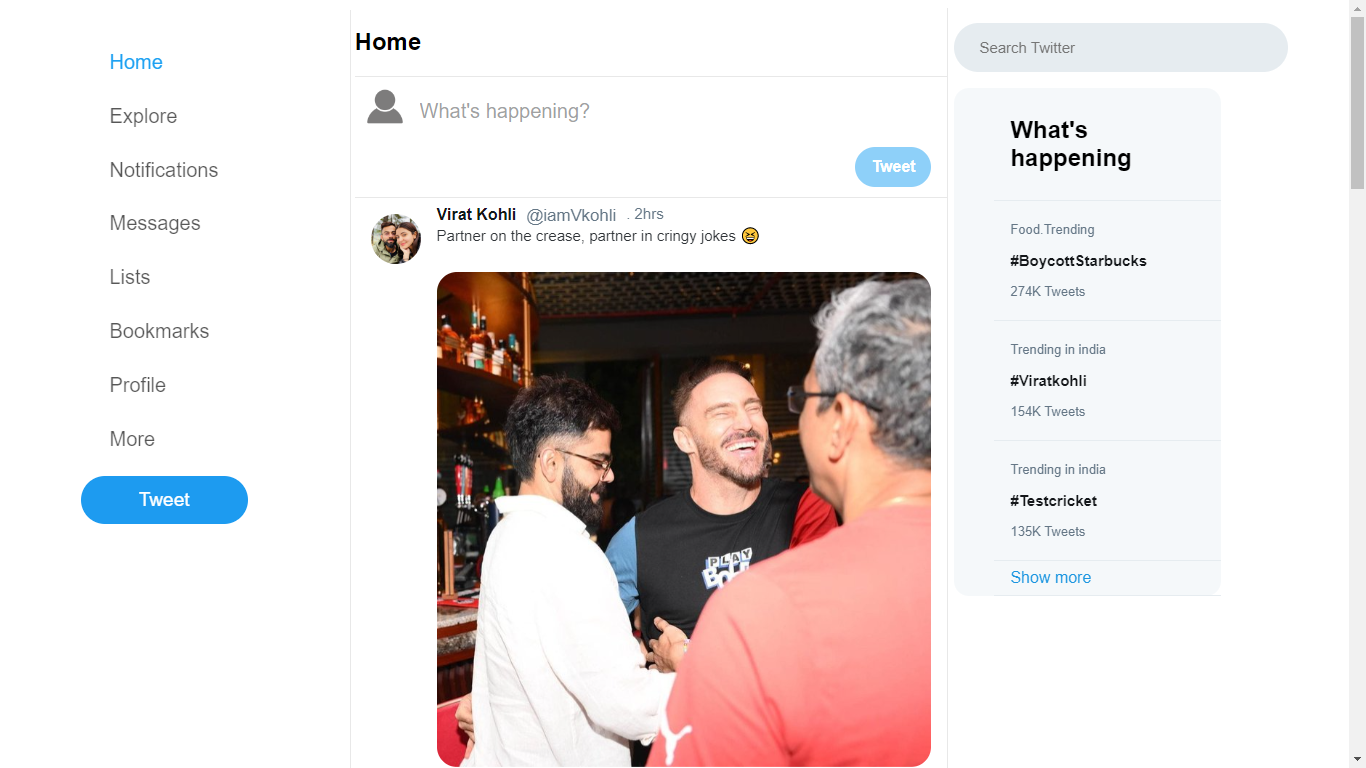 Home
Explore
Notifications
Messages
Lists
Bookmarks
Profile
More
Tweet
Home
What's happening?
Tweet
Virat Kohli @iamVkohli . 2hrs
Partner on the crease, partner in cringy jokes 😆
PLAY
Search Twitter
What's
happening
Food.Trending
#BoycottStarbucks
274K Tweets
Trending in india
#Viratkohli
154K Tweets
Trending in india
#Testcricket
135K Tweets
Show more